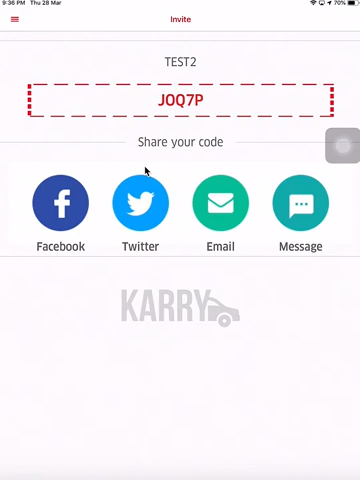 9:36 PM Thu 28 Mar 70%
Invite
TEST2
JOQ7P
Share your code
Facebook Twitter Email Message
KARRY